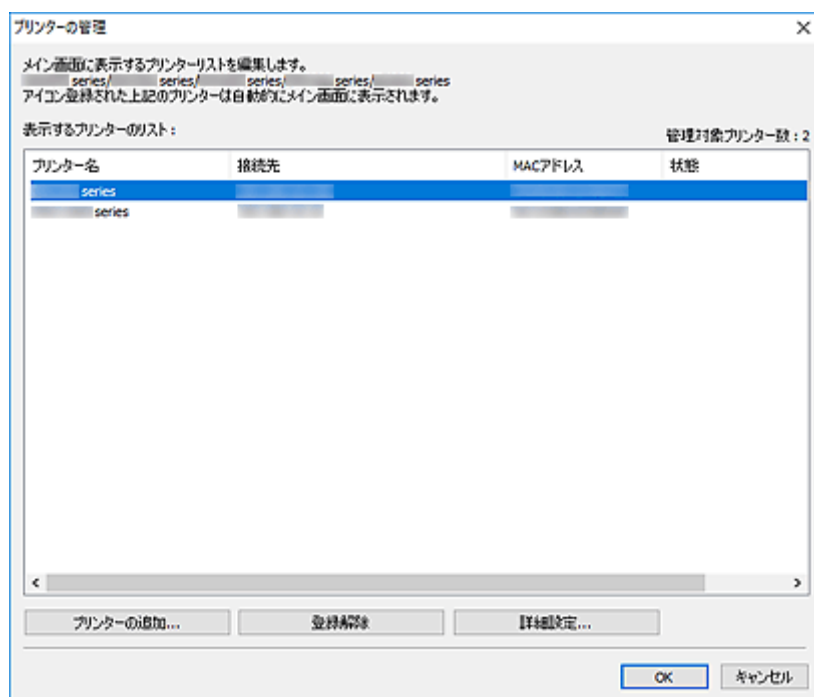 プリンターの管理
メイン画面に表示するプリンターリストを編集します。
series/ series/ series/ series/ series
アイコン登録された上記のプリンターは自動的にメイン画面に表示されます。
表示するプリンターのリスト：
管理対象プリンター数：2
プリンター名 接続先 MACアドレス 状態
series
series
プリンターの追加... 登録解除 詳細設定...
OK キャンセル